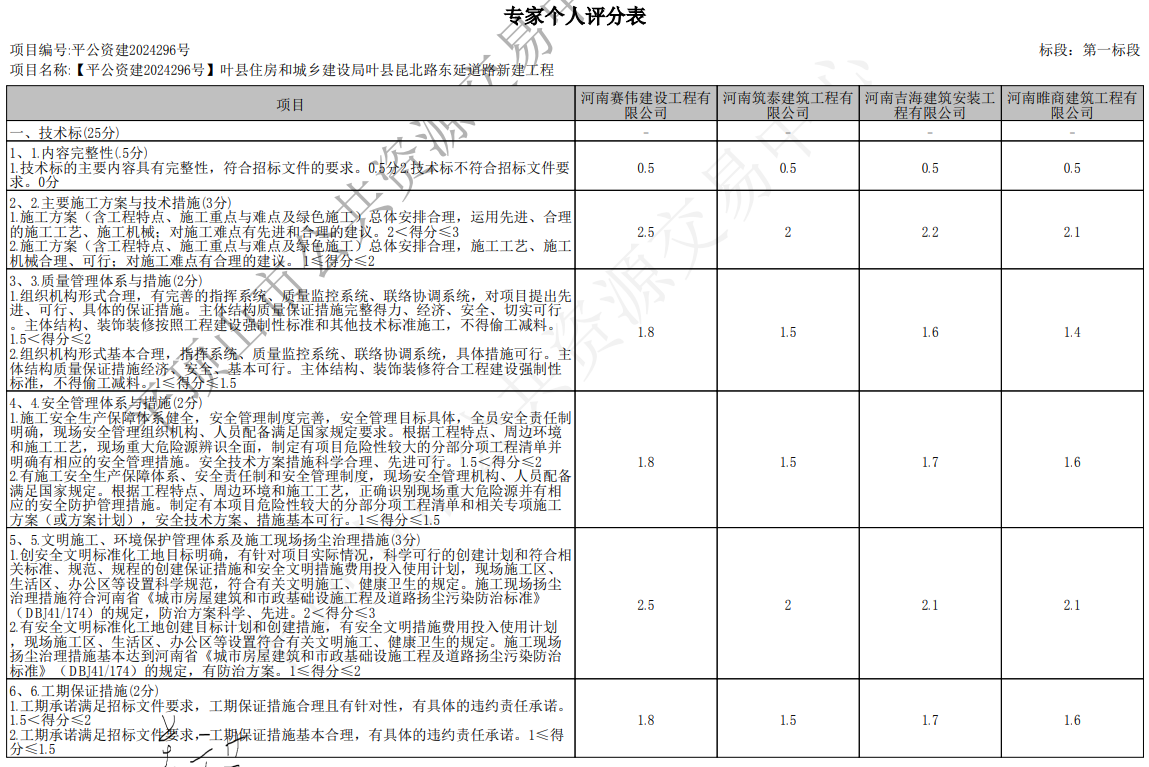 专家个人评分表
项目编号:平公资建2024296号
标段：第一标段
项目名称:【平公资建2024296号】叶县住房和城乡建设局叶县昆北路东延道路新建工程
项目
河南赛伟建设工程有
限公司
河南筑泰建筑工程有
限公司
河南吉海建筑安装工
程有限公司
河南睢商建筑工程有
限公司
一、技术标(25分)
-
-
-
-
1、1.内容完整性(.5分)
1.技术标的主要内容具有完整性，符合招标文件的要求。0.5分2.技术标不符合招标文件要
求。0分
0.5
0.5
0.5
0.5
2、2.主要施工方案与技术措施(3分)
1.施工方案（含工程特点、施工重点与难点及绿色施工）总体安排合理，运用先进、合理
的施工工艺、施工机械；对施工难点有先进和合理的建议。2＜得分≤3
2.施工方案（含工程特点、施工重点与难点及绿色施工）总体安排合理，施工工艺、施工
机械合理、可行；对施工难点有合理的建议。 1≤得分≤2
2.5
2
2.2
2.1
3、3.质量管理体系与措施(2分)
1.组织机构形式合理，有完善的指挥系统、质量监控系统、联络协调系统，对项目提出先
进、可行、具体的保证措施。主体结构质量保证措施完整得力、经济、安全、切实可行
。主体结构、装饰装修按照工程建设强制性标准和其他技术标准施工，不得偷工减料。
1.5＜得分≤2
2.组织机构形式基本合理，指挥系统、质量监控系统、联络协调系统，具体措施可行。主
体结构质量保证措施经济、安全、基本可行。主体结构、装饰装修符合工程建设强制性
标准，不得偷工减料。1≤得分≤1.5
1.8
1.5
1.6
1.4
4、4.安全管理体系与措施(2分)
1.施工安全生产保障体系健全，安全管理制度完善，安全管理目标具体，全员安全责任制
明确，现场安全管理组织机构、人员配备满足国家规定要求。根据工程特点、周边环境
和施工工艺，现场重大危险源辨识全面，制定有项目危险性较大的分部分项工程清单并
明确有相应的安全管理措施。安全技术方案措施科学合理、先进可行。1.5＜得分≤2
2.有施工安全生产保障体系、安全责任制和安全管理制度，现场安全管理机构、人员配备
满足国家规定。根据工程特点、周边环境和施工工艺，正确识别现场重大危险源并有相
应的安全防护管理措施。制定有本项目危险性较大的分部分项工程清单和相关专项施工
方案（或方案计划），安全技术方案、措施基本可行。1≤得分≤1.5
1.8
1.5
1.7
1.6
5、5.文明施工、环境保护管理体系及施工现场扬尘治理措施(3分)
1.创安全文明标准化工地目标明确，有针对项目实际情况，科学可行的创建计划和符合相
关标准、规范、规程的创建保证措施和安全文明措施费用投入使用计划，现场施工区、
生活区、办公区等设置科学规范，符合有关文明施工、健康卫生的规定。施工现场扬尘
治理措施符合河南省《城市房屋建筑和市政基础设施工程及道路扬尘污染防治标准》
（DBJ41/174）的规定，防治方案科学、先进。2＜得分≤3
2.有安全文明标准化工地创建目标计划和创建措施，有安全文明措施费用投入使用计划
，现场施工区、生活区、办公区等设置符合有关文明施工、健康卫生的规定。施工现场
扬尘治理措施基本达到河南省《城市房屋建筑和市政基础设施工程及道路扬尘污染防治
标准》（DBJ41/174）的规定，有防治方案。1≤得分≤2
2.5
2
2.1
2.1
6、6.工期保证措施(2分)
1.工期承诺满足招标文件要求，工期保证措施合理且有针对性，有具体的违约责任承诺。
1.5＜得分≤2
2.工期承诺满足招标文件要求，工期保证措施基本合理，有具体的违约责任承诺。1≤得
分≤1.5
1.8
1.5
1.7
1.6
平顶山市公共资源交易中
共资源交易中心